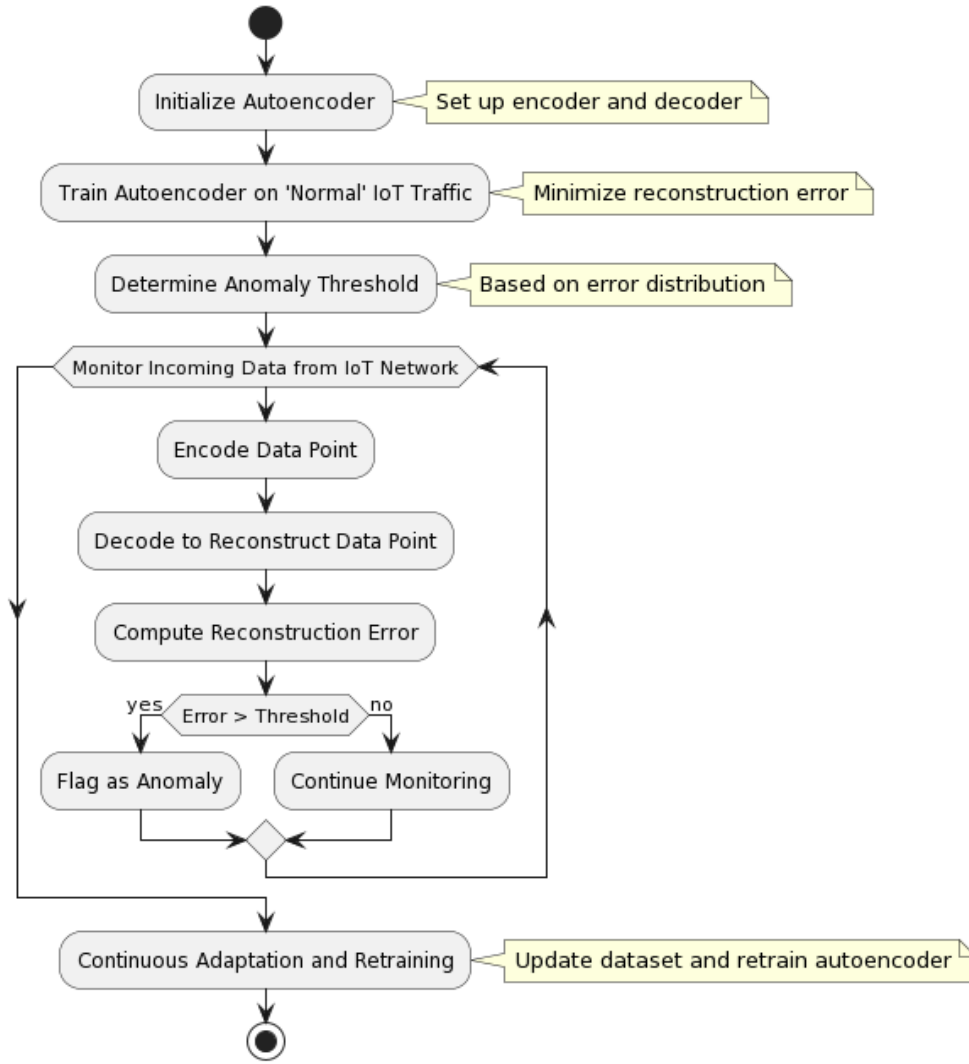 Initialize Autoencoder
Set up encoder and decoder
Train Autoencoder on 'Normal' IoT Traffic
Minimize reconstruction error
Determine Anomaly Threshold
Based on error distribution
Monitor Incoming Data from IoT Network
Encode Data Point
Decode to Reconstruct Data Point
Compute Reconstruction Error
yes
Error > Threshold
no
Flag as Anomaly
Continue Monitoring
Continuous Adaptation and Retraining
Update dataset and retrain autoencoder